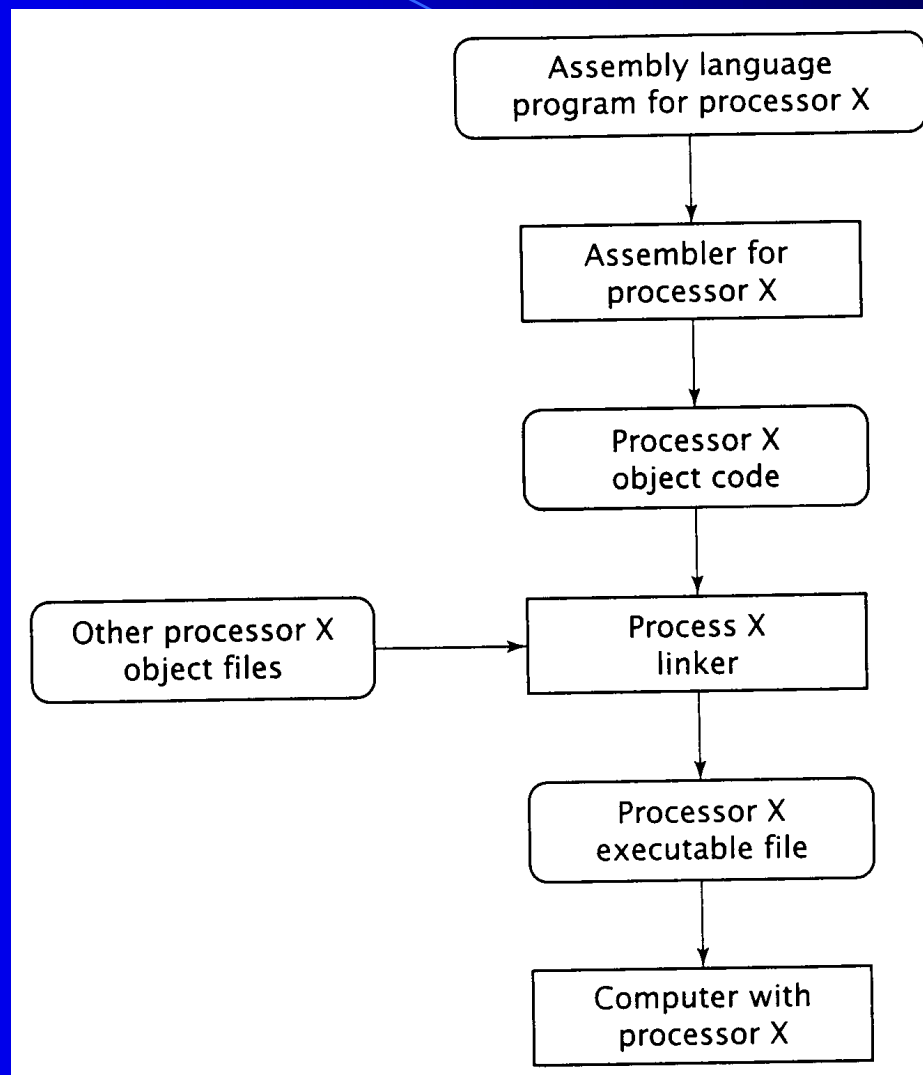 Assembly language
program for processor X
Assembler for
processor X
Processor X
object code
Other processor X
object files
Process X
linker
Processor X
executable file
Computer with
processor X